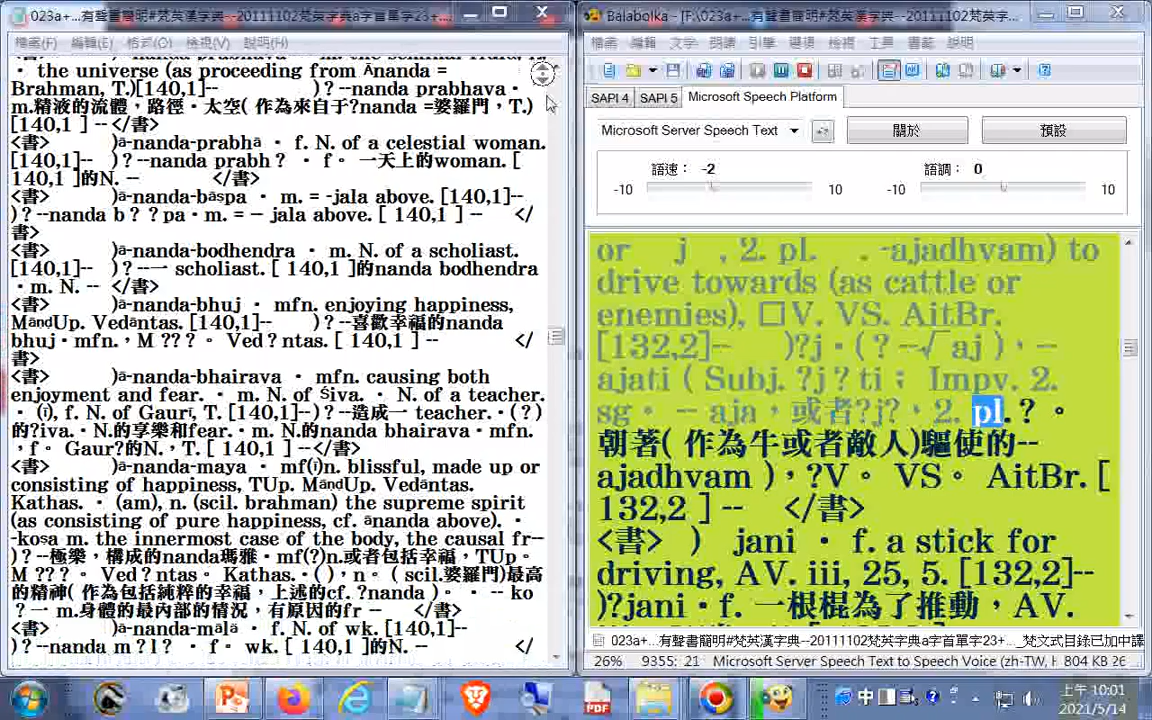 023a+...有聲書簡明#梵英漢字典--20111102梵英字典a字首單字23+...
檔案(F) 編輯(E) 格式(O) 檢視(V) 說明(H)
• the universe (as proceeding from Ānanda =
Brahman, T.)[140,1]-- )?--nanda prabhava •
m.精液的流體，路徑•太空( 作為來自于?nanda =婆羅門，T.)
[140,1 ] --</書>
<書> )ā-nanda-prabhā • f. N. of a celestial woman.
[140,1]-- )?--nanda prabh？ • f。 一天上的woman. [
140,1 ]的N. -- </書>
<書> )ā-nanda-bāṣpa • m. = -jala above. [140,1]--
)？--nanda b？？pa•m. = — jala above. [ 140,1 ] -- </
書>
<書> )ā-nanda-bodhendra • m. N. of a scholiast.
[140,1]-- )？--一 scholiast. [ 140,1 ]的nanda bodhendra
• m. N. -- </書>
<書> )ā-nanda-bhuj • mfn. enjoying happiness,
MāṇḍUp. Vedāntas. [140,1]-- )？--喜歡幸福的nanda
bhuj•mfn.，M ???。 Ved？ntas. [ 140,1 ] -- </
書>
<書> )ā-nanda-bhairava • mfn. causing both
enjoyment and fear. • m. N. of Śiva. • N. of a teacher.
• (ī), f. N. of Gaurī, T. [140,1]--)？--造成一 teacher.•(？)
的?iva. • N.的享樂和fear. • m. N. nanda bhairava•mfn.
，f。 Gaur?的N.，T. [ 140,1 ] -- </書>
<書> )ā-nanda-maya • mf(ī)n. blissful, made up or
consisting of happiness, TUp. MāṇḍUp. Vedāntas.
Kathas. • (am), n. (scil. brahman) the supreme spirit
(as consisting of pure happiness, cf. ānanda above). •
-kosa m. the innermost case of the body, the causal fr--
)？--極樂，構成的nanda瑪雅•mf(?)n.或者包括幸福，TUp。
M ???。 Ved？ntas。 Kathas.•( )，n。 ( scil.婆羅門)最高
的精神( 作為包括純粹的幸福，上述的cf. ?nanda )。 •-- ko
？一 m.身體的最內部的情況，有原因的fr -- </書>
<書> )ā-nanda-mālā • f. N. of wk. [140,1]--
)？--nanda m？l？ • f。 wk. [ 140,1 ]的N. -- </
Balabolka - [F:\023a+...有聲書簡明#梵英漢字典--20111102梵英字...
檔案 編輯 文字 朗讀 引擎 選項 檢視 工具 書籤 說明
SAPI 4 SAPI 5 Microsoft Speech Platform
Microsoft Server Speech Text 關於 預設
語速： -2 語調： 0
-10 10 -10 10
or j , 2. pl. . -ajadhvam) to
drive towards (as cattle or
enemies), □V. VS. AitBr.
[132,2]-- )?j•(？--√ aj )，—
ajati ( Subj. ?j？ti； Impv. 2.
sg。 — aja，或者?j?，2. pl.？。
朝著( 作為牛或者敵人)驅使的--
ajadhvam )，?V。 VS。 AitBr. [
132,2 ] -- </書>
<書> ) jani • f. a stick for
driving, AV. iii, 25, 5. [132,2]--
)?jani•f. 一根棍為了推動，AV.
023a+...有聲書簡明#梵英漢字典--20111102梵英字典a字首單字23+..._梵文式目錄已加中譯
26% 9355: 21 Microsoft Server Speech Text to Speech Voice (zh-TW, H 804 KB 26
中
上午 10:01
2021/5/14